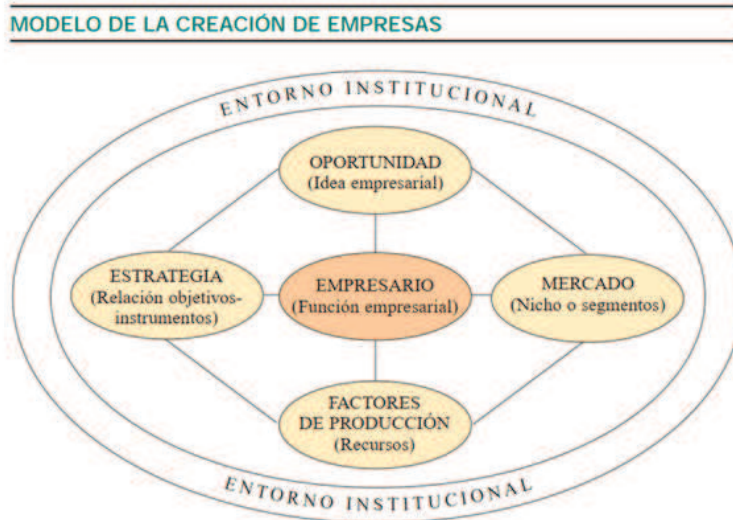 MODELO DE LA CREACIÓN DE EMPRESAS
ENTORNO INSTITUCIONAL
OPORTUNIDAD
(Idea empresarial)
ESTRATEGIA
(Relación objetivos-
instrumentos)
EMPRESARIO
(Función empresarial)
MERCADO
(Nicho o segmentos)
FACTORES
DE PRODUCCIÓN
(Recursos)
ENTORNO INSTITUCIONAL